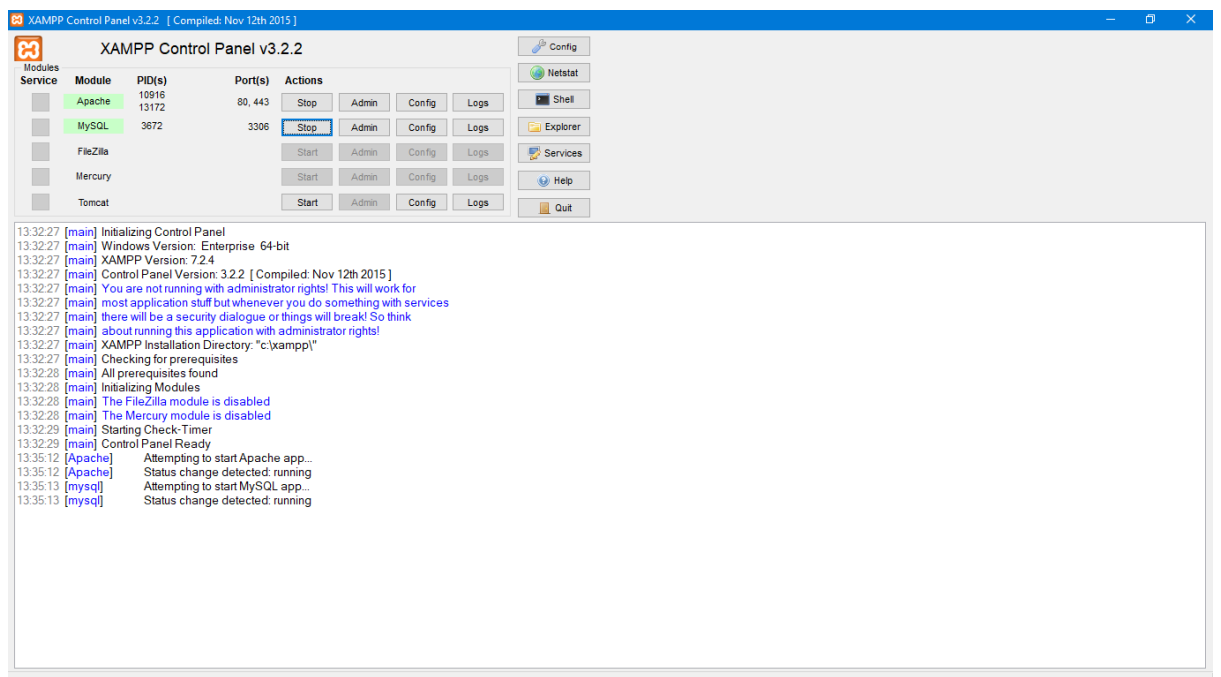 XAMPP Control Panel v3.2.2 [ Compiled: Nov 12th 2015 ]
XAMPP Control Panel v3.2.2
Modules
Service Module PID(s) Port(s) Actions
Apache 10916 13172 80, 443 Stop Admin Config Logs
MySQL 3672 3306 Stop Admin Config Logs
FileZilla Start Admin Config Logs
Mercury Start Admin Config Logs
Tomcat Start Admin Config Logs
Config
Netstat
Shell
Explorer
Services
Help
Quit
13:32:27 [main] Initializing Control Panel
13:32:27 [main] Windows Version: Enterprise 64-bit
13:32:27 [main] XAMPP Version: 7.2.4
13:32:27 [main] Control Panel Version: 3.2.2 [ Compiled: Nov 12th 2015 ]
13:32:27 [main] You are not running with administrator rights! This will work for
13:32:27 [main] most application stuff but whenever you do something with services
13:32:27 [main] there will be a security dialogue or things will break! So think
13:32:27 [main] about running this application with administrator rights!
13:32:27 [main] XAMPP Installation Directory: "c:\xampp\"
13:32:27 [main] Checking for prerequisites
13:32:28 [main] All prerequisites found
13:32:28 [main] Initializing Modules
13:32:28 [main] The FileZilla module is disabled
13:32:28 [main] The Mercury module is disabled
13:32:29 [main] Starting Check-Timer
13:32:29 [main] Control Panel Ready
13:35:12 [Apache] Attempting to start Apache app...
13:35:12 [Apache] Status change detected: running
13:35:13 [mysql] Attempting to start MySQL app...
13:35:13 [mysql] Status change detected: running